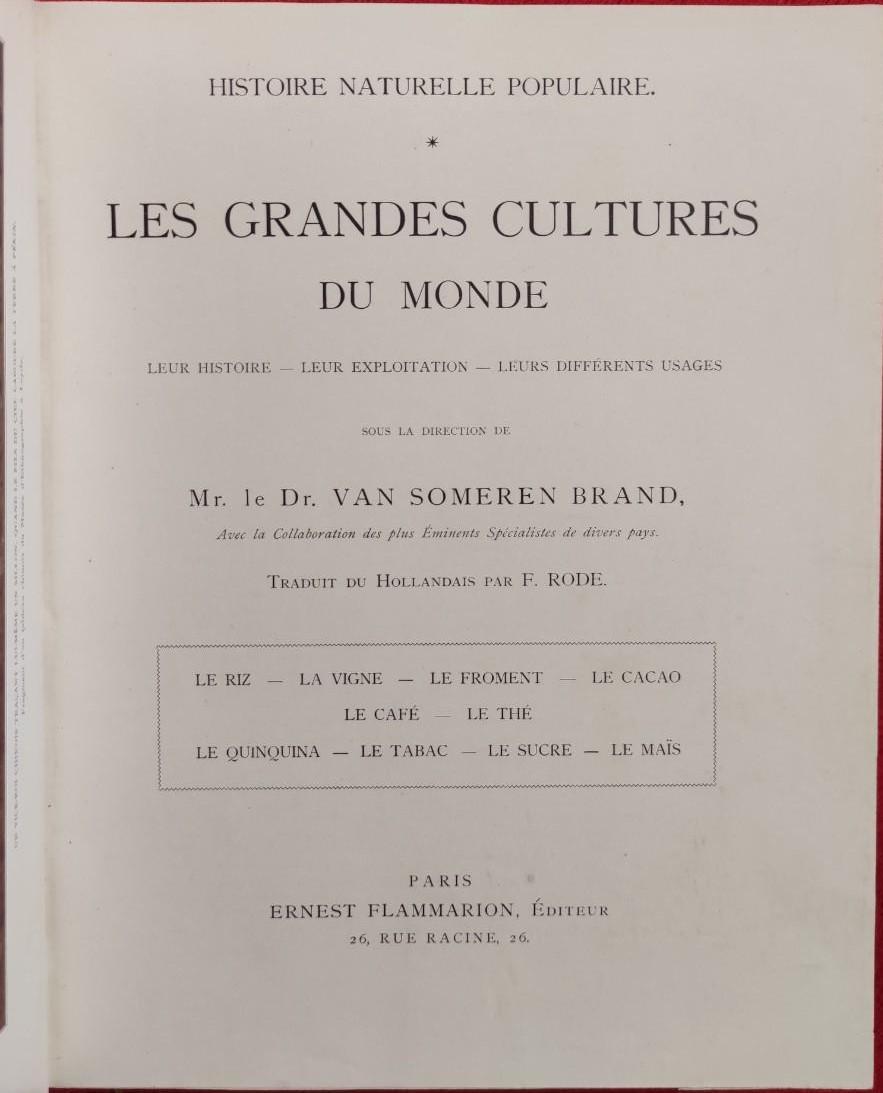 HISTOIRE NATURELLE POPULAIRE.
*
LES GRANDES CULTURES
DU MONDE
LEUR HISTOIRE — LEUR EXPLOITATION — LEURS DIFFÉRENTS USAGES
SOUS LA DIRECTION DE
Mr. le Dr. VAN SOMEREN BRAND,
Avec la Collaboration des plus Éminents Spécialistes de divers pays.
TRADUIT DU HOLLANDAIS PAR F. RODE.
LE RIZ — LA VIGNE — LE FROMENT — LE CACAO
LE CAFÉ — LE THÉ
LE QUINQUINA — LE TABAC — LE SUCRE — LE MAÏS
PARIS
ERNEST FLAMMARION, ÉDITEUR
26, RUE RACINE, 26.